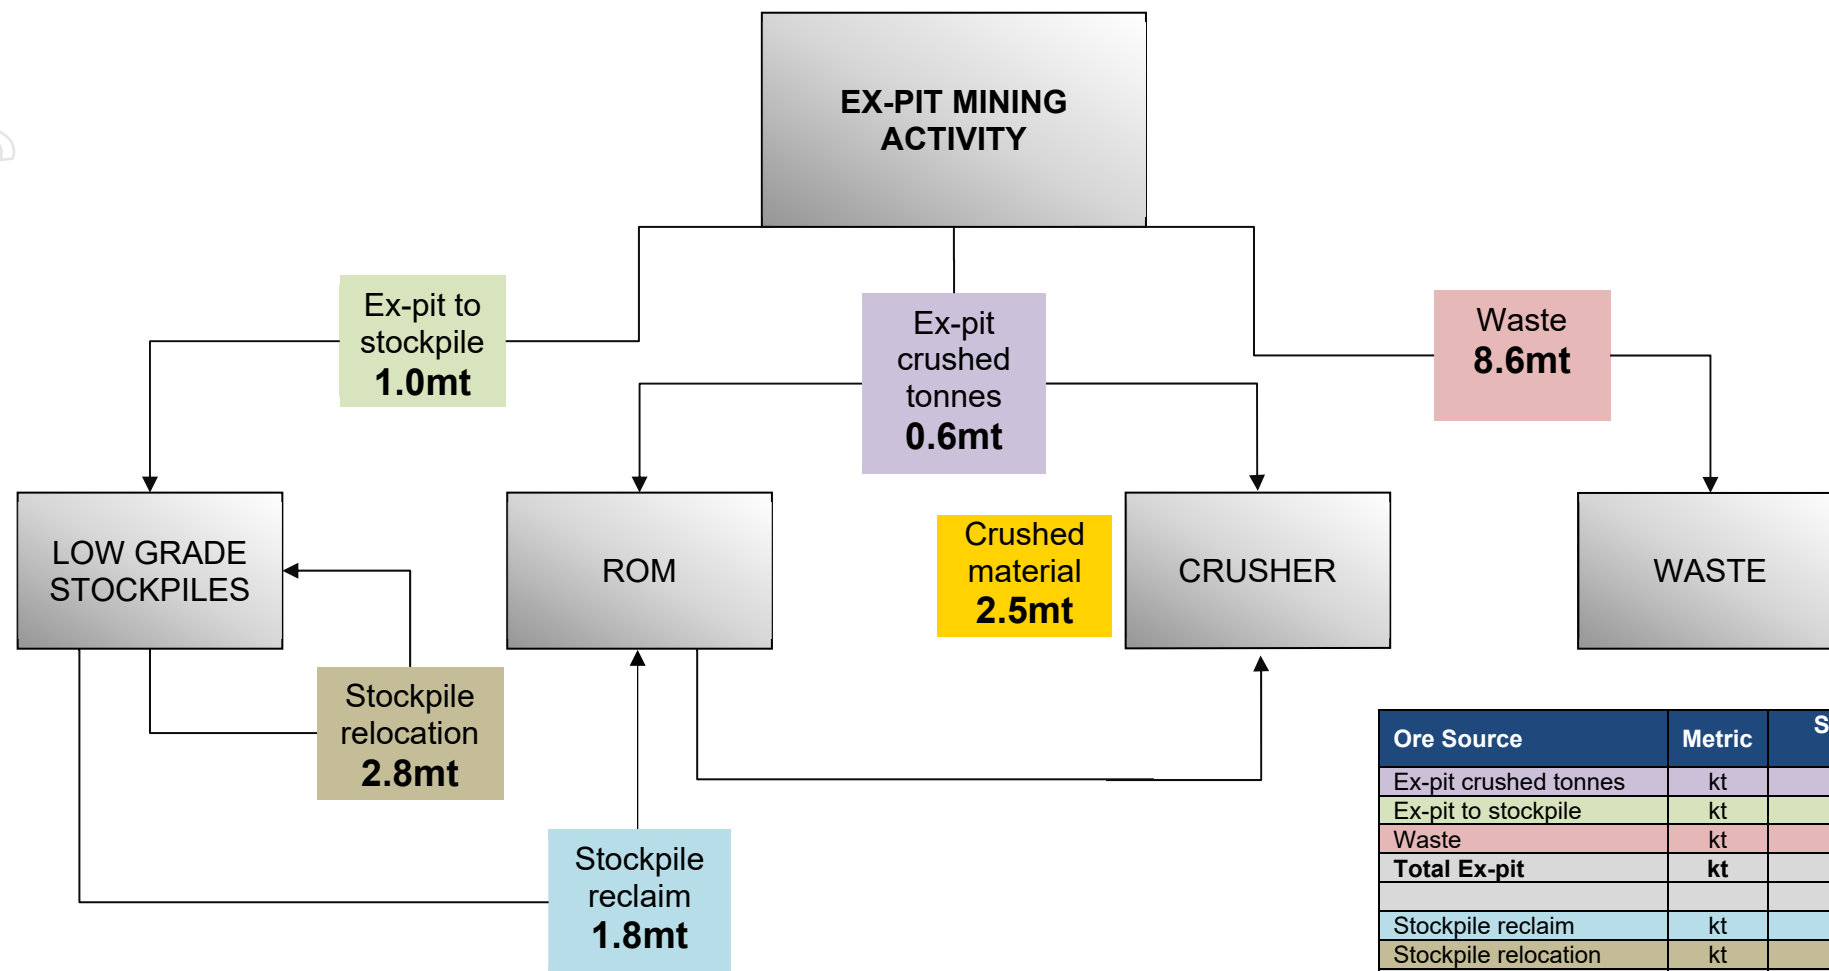 EX-PIT MINING
ACTIVITY
Ex-pit to
stockpile
1.0mt
Ex-pit
crushed
tonnes
0.6mt
Waste
8.6mt
LOW GRADE
STOCKPILES
ROM
Crushed
material
2.5mt
CRUSHER
WASTE
Stockpile
relocation
2.8mt
Stockpile
reclaim
1.8mt
Ore Source Metric S
Ex-pit crushed tonnes kt
Ex-pit to stockpile kt
Waste kt
Total Ex-pit kt
Stockpile reclaim kt
Stockpile relocation kt